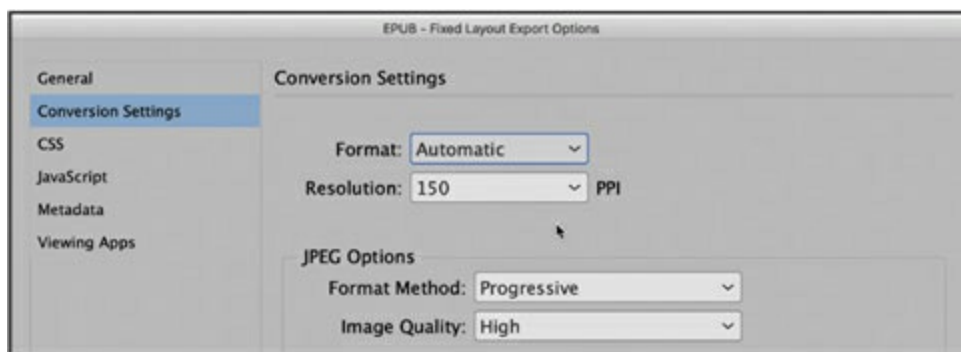 EPUB - Fixed Layout Export Options
General
Conversion Settings
CSS
JavaScript
Metadata
Viewing Apps
Conversion Settings
Format: Automatic
Resolution: 150 PPI
JPEG Options
Format Method: Progressive
Image Quality: High